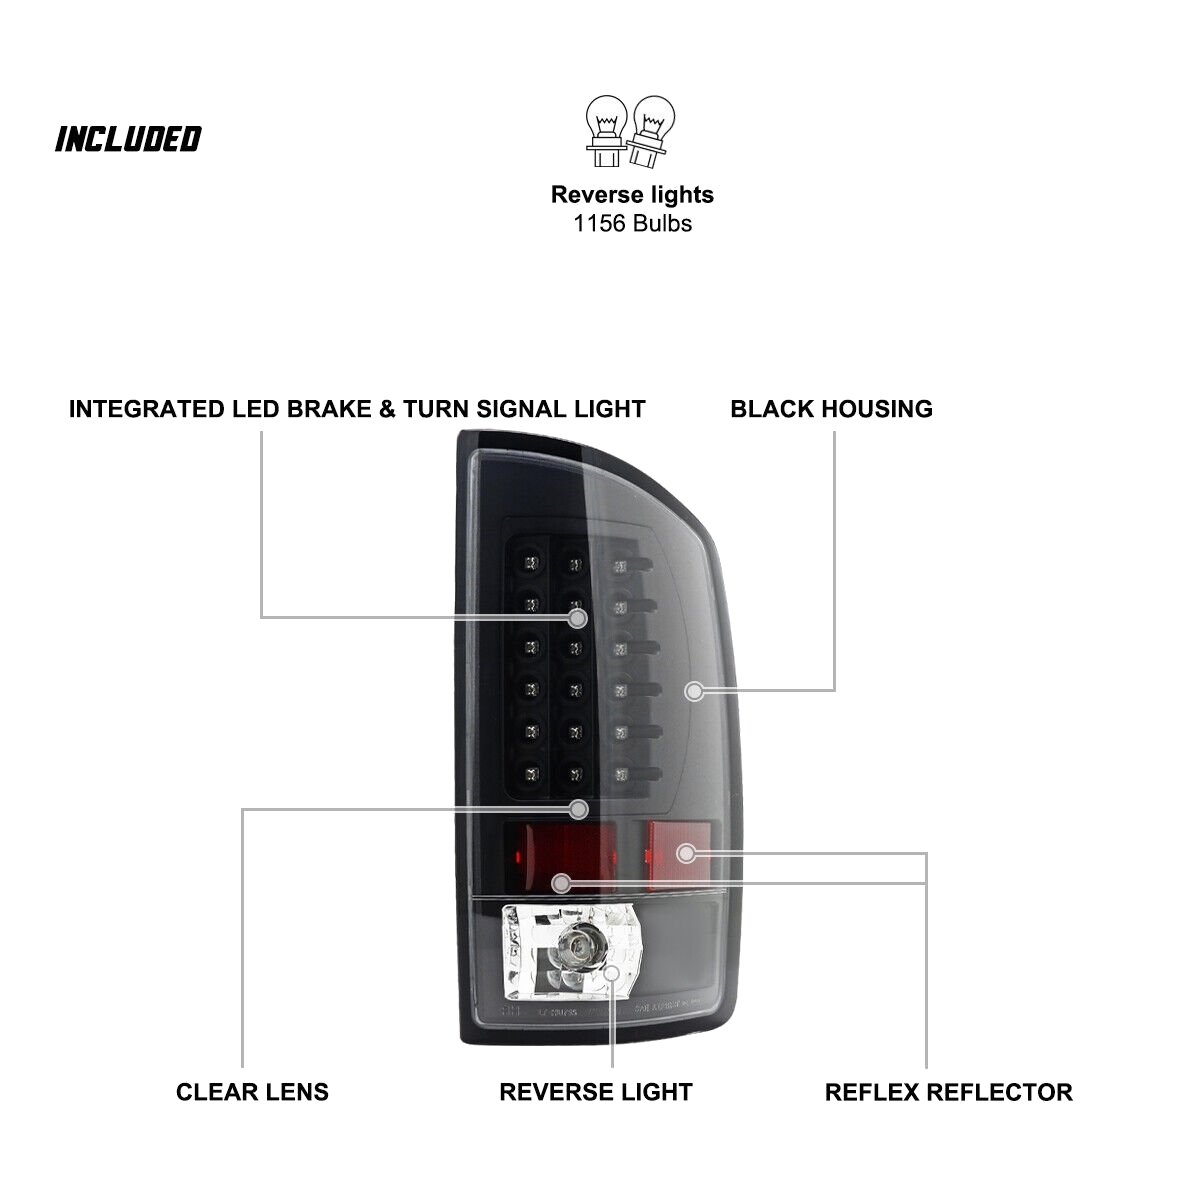 INCLUDED
Reverse lights
1156 Bulbs
INTEGRATED LED BRAKE & TURN SIGNAL LIGHT
BLACK HOUSING
CLEAR LENS
REVERSE LIGHT
REFLEX REFLECTOR